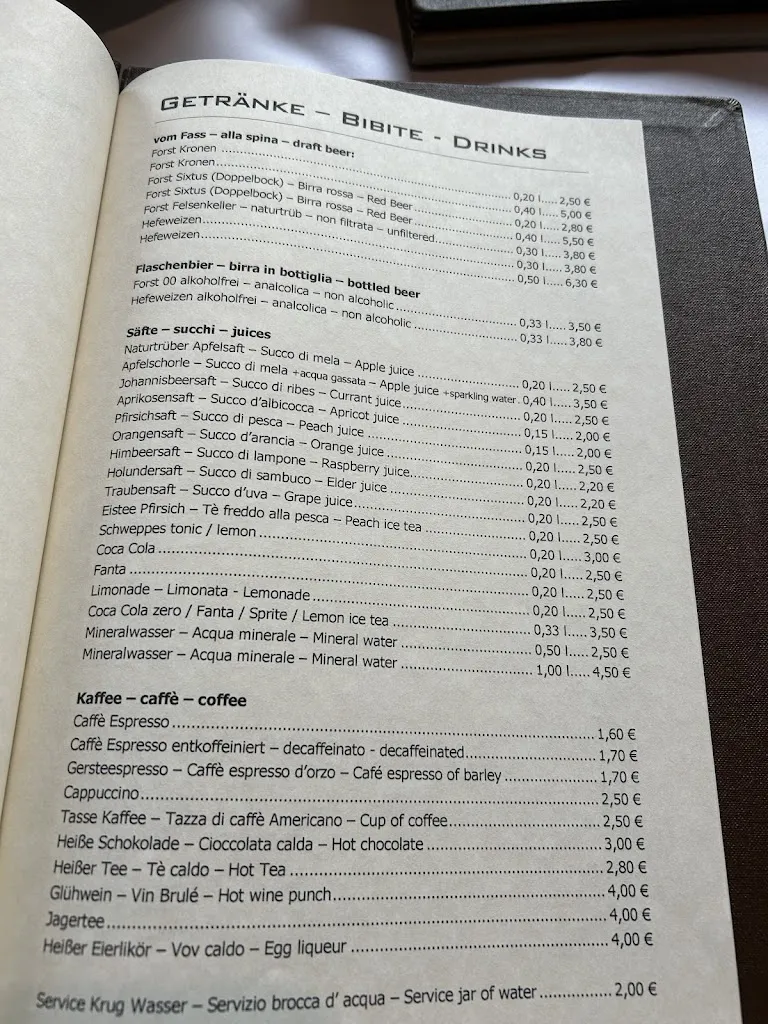 GETRÄNKE – BIBITE - DRINKS
vom Fass – alla spina – draft beer:
Forst Kronen ........ 0,20 l..... 2,50 €
Forst Kronen........ 0,40 l..... 5,00 €
Forst Sixtus (Doppelbock) – Birra rossa – Red Beer ........ 0,20 l..... 2,80 €
Forst Sixtus (Doppelbock) – Birra rossa – Red Beer ........ 0,40 l..... 5,50 €
Forst Felsenkeller – naturtrüb – non filtrata – unfiltered........ 0,30 l..... 3,80 €
Hefeweizen........ 0,30 l..... 3,80 €
Hefeweizen........ 0,50 l..... 6,30 €
Flaschenbier – birra in bottiglia – bottled beer
Forst 00 alkoholfrei – analcolica – non alcoholic ........ 0,33 l..... 3,50 €
Hefeweizen alkoholfrei – analcolica – non alcoholic ........ 0,33 l..... 3,80 €
Säfte – succhi – juices
Naturtrüber Apfelsaft – Succo di mela – Apple juice ........ 0,20 l..... 2,50 €
Apfelschorle – Succo di mela +acqua gassata – Apple juice +sparkling water . 0,40 l..... 3,50 €
Johannisbeersaft – Succo di ribes – Currant juice........ 0,20 l..... 2,50 €
Aprikosensaft – Succo d'albicocca – Apricot juice ........ 0,15 l..... 2,00 €
Pfirsichsaft – Succo di pesca – Peach juice ........ 0,15 l..... 2,00 €
Orangensaft – Succo d'arancia – Orange juice ........ 0,20 l..... 2,50 €
Himbeersaft – Succo di lampone – Raspberry juice........ 0,20 l..... 2,20 €
Holundersaft – Succo di sambuco – Elder juice ........ 0,20 l..... 2,20 €
Traubensaft – Succo d'uva – Grape juice........ 0,20 l..... 2,50 €
Eistee Pfirsich – Tè freddo alla pesca – Peach ice tea ........ 0,20 l..... 2,50 €
Schweppes tonic / lemon ........ 0,20 l..... 3,00 €
Coca Cola ........ 0,20 l..... 2,50 €
Fanta ........ 0,20 l..... 2,50 €
Limonade – Limonata - Lemonade........ 0,20 l..... 2,50 €
Coca Cola zero / Fanta / Sprite / Lemon ice tea ........ 0,33 l..... 3,50 €
Mineralwasser – Acqua minerale – Mineral water ........ 0,50 l..... 2,50 €
Mineralwasser – Acqua minerale – Mineral water ........ 1,00 l..... 4,50 €
Kaffee – caffè – coffee
Caffè Espresso ........ 1,60 €
Caffè Espresso entkoffeiniert – decaffeinato - decaffeinated........ 1,70 €
Gersteespresso – Caffè espresso d'orzo – Café espresso of barley ........ 1,70 €
Cappuccino........ 2,50 €
Tasse Kaffee – Tazza di caffè Americano – Cup of coffee........ 2,50 €
Heiße Schokolade – Cioccolata calda – Hot chocolate ........ 3,00 €
Heißer Tee – Tè caldo – Hot Tea ........ 2,80 €
Glühwein – Vin Brulé – Hot wine punch........ 4,00 €
Jagertee........ 4,00 €
Heißer Eierlikör – Vov caldo – Egg liqueur ........ 4,00 €
Service Krug Wasser – Servizio brocca d' acqua – Service jar of water ........ 2,00 €